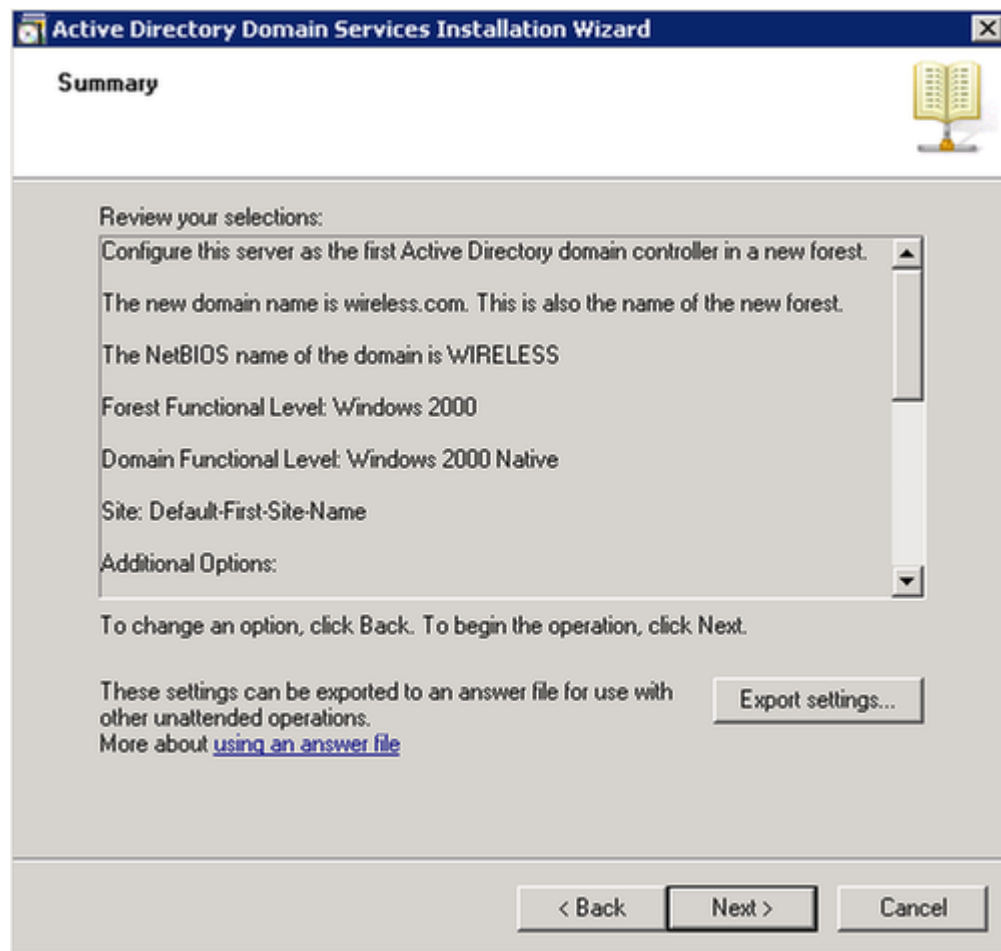 Active Directory Domain Services Installation Wizard
Summary
Review your selections:
Configure this server as the first Active Directory domain controller in a new forest.
The new domain name is wireless.com. This is also the name of the new forest.
The NetBIOS name of the domain is WIRELESS
Forest Functional Level: Windows 2000
Domain Functional Level: Windows 2000 Native
Site: Default-First-Site-Name
Additional Options:
To change an option, click Back. To begin the operation, click Next.
These settings can be exported to an answer file for use with
other unattended operations.
More about using an answer file
Export settings...
< Back
Next >
Cancel